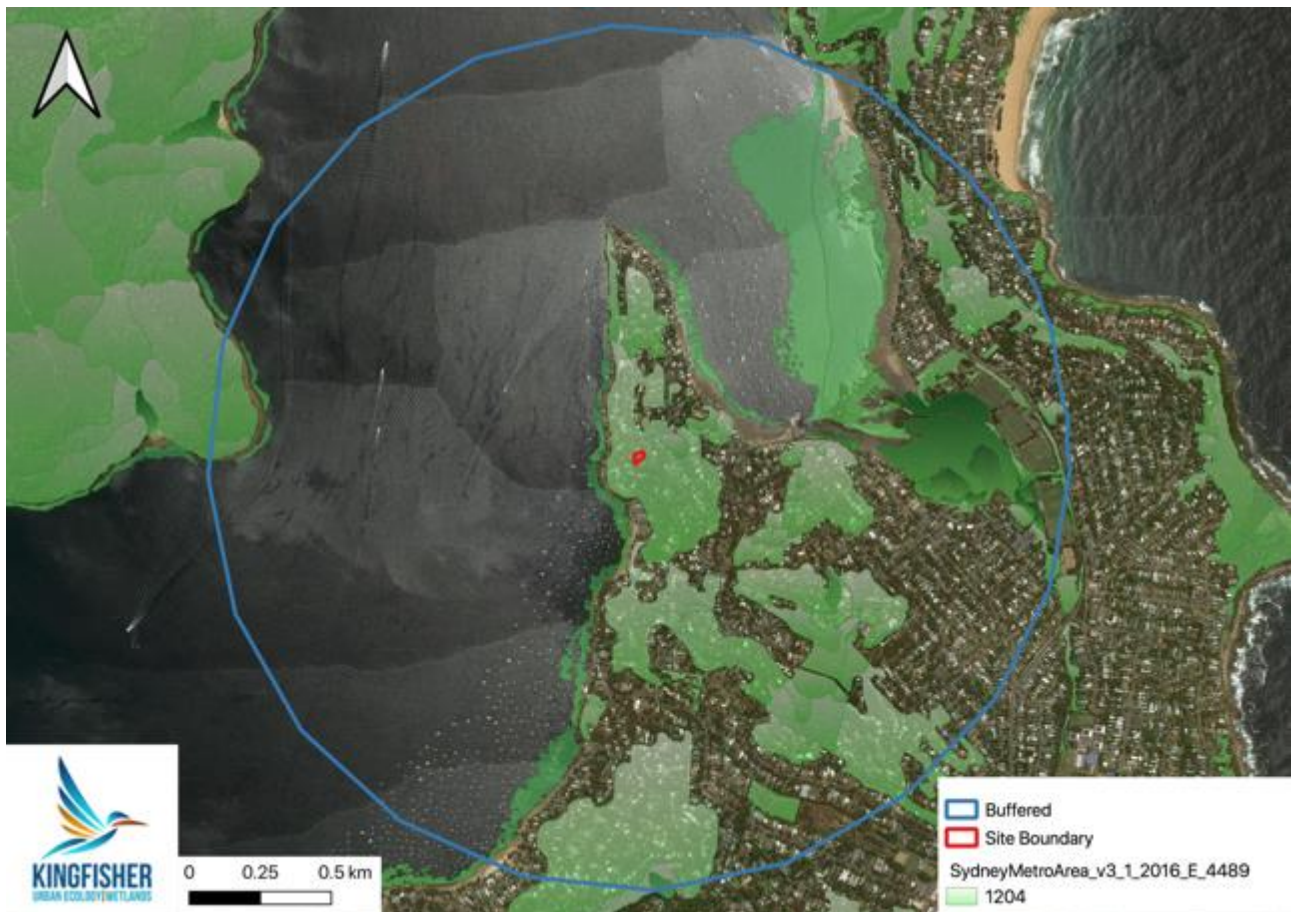 Buffered
Site Boundary
SydneyMetroArea_v3_1_2016_E_4489
1204
KINGFISHER
URBAN ECOLOGY|WETLANDS
0 0.25 0.5 km